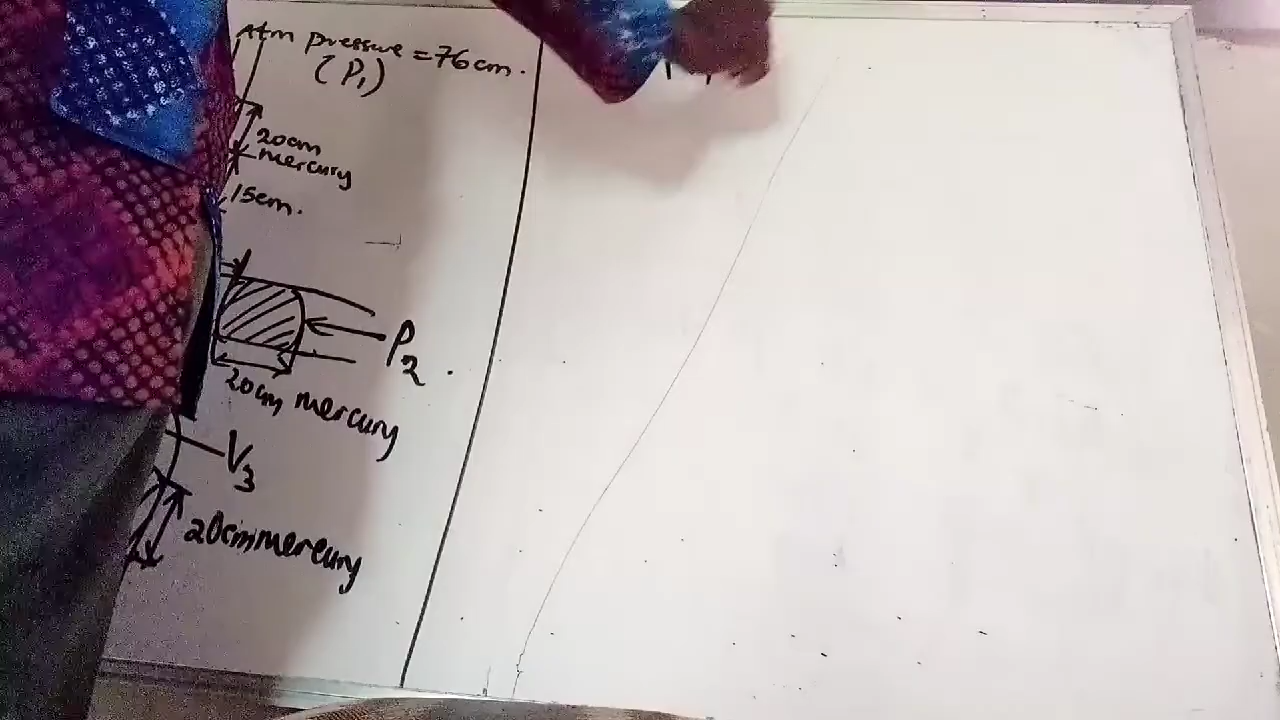 Atm pressure = 76cm.
(P1)
20cm
mercury
15cm.
P2.
20cm mercury
V3
20cm mercury